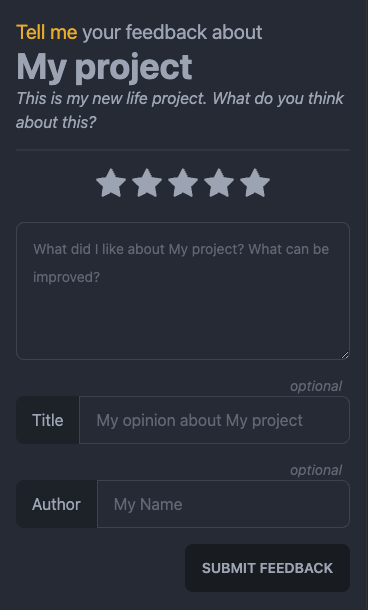 Tell me your feedback about
My project
This is my new life project. What do you think
about this?
What did I like about My project? What can be
improved?
optional
Title
My opinion about My project
optional
Author
My Name
SUBMIT FEEDBACK